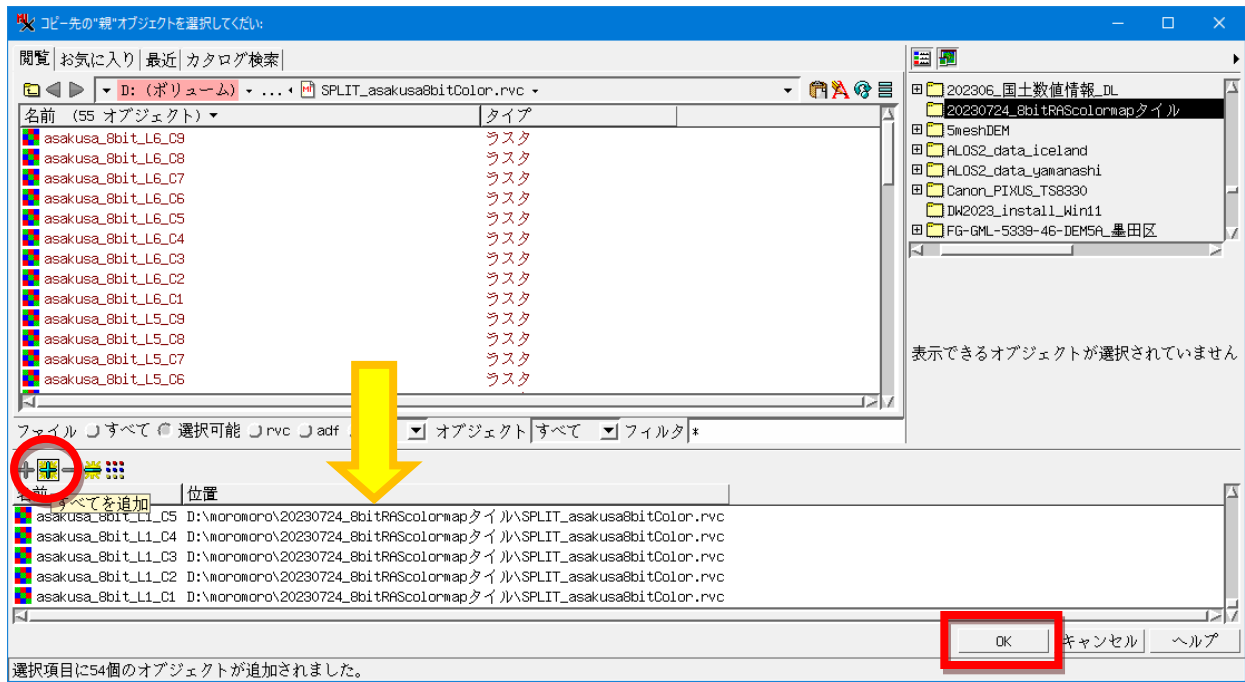 コピー先の"親"オブジェクトを選択してください:
閲覧 お気に入り 最近 カタログ検索
D: (ボリューム) ... SPLIT_asakusa8bitColor.rvc
名前 (55 オブジェクト) タイプ
asakusa_8bit_L6_C9 ラスタ
asakusa_8bit_L6_C8 ラスタ
asakusa_8bit_L6_C7 ラスタ
asakusa_8bit_L6_C6 ラスタ
asakusa_8bit_L6_C5 ラスタ
asakusa_8bit_L6_C4 ラスタ
asakusa_8bit_L6_C3 ラスタ
asakusa_8bit_L6_C2 ラスタ
asakusa_8bit_L6_C1 ラスタ
asakusa_8bit_L5_C9 ラスタ
asakusa_8bit_L5_C8 ラスタ
asakusa_8bit_L5_C7 ラスタ
asakusa_8bit_L5_C6 ラスタ
ファイル すべて 選択可能 rvc adf オブジェクト すべて フィルタ *
202306_国土数値情報_DL
20230724_8bitRAScolormapタイル
5meshDEM
ALOS2_data_iceland
ALOS2_data_yamanashi
Canon_PIXUS_TS8330
DW2023_install_Win11
FG-GML-5339-46-DEM5A_墨田区
表示できるオブジェクトが選択されていません
名前 位置
すべてを追加
asakusa_8bit_L1_C5 D:\moromoro\20230724_8bitRAScolormapタイル\SPLIT_asakusa8bitColor.rvc
asakusa_8bit_L1_C4 D:\moromoro\20230724_8bitRAScolormapタイル\SPLIT_asakusa8bitColor.rvc
asakusa_8bit_L1_C3 D:\moromoro\20230724_8bitRAScolormapタイル\SPLIT_asakusa8bitColor.rvc
asakusa_8bit_L1_C2 D:\moromoro\20230724_8bitRAScolormapタイル\SPLIT_asakusa8bitColor.rvc
asakusa_8bit_L1_C1 D:\moromoro\20230724_8bitRAScolormapタイル\SPLIT_asakusa8bitColor.rvc
OK キャンセル ヘルプ
選択項目に54個のオブジェクトが追加されました。